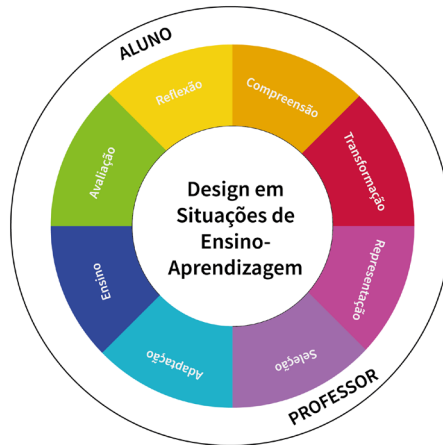 ALUNO
Reflexão
Compreensão
Transformação
Representação
Seleção
Adaptação
Ensino
Avaliação
Design em
Situações de
Ensino-
Aprendizagem
PROFESSOR